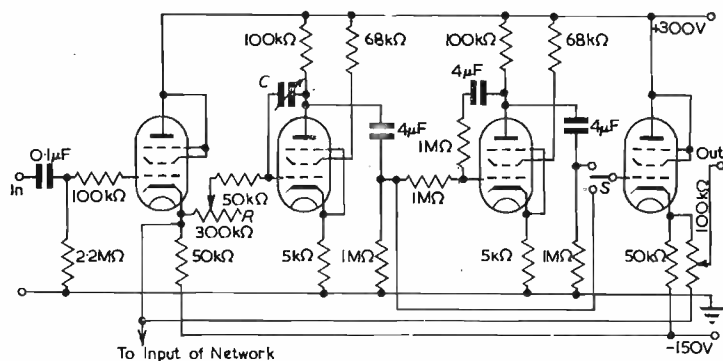 +300V
100kΩ
68kΩ
100kΩ
68kΩ
C
4μF
4μF
4μF
0·1μF
In
100kΩ
50kΩ
R
300kΩ
1MΩ
1MΩ
S
Out
100kΩ
2·2MΩ
50kΩ
5kΩ
1MΩ
5kΩ
1MΩ
50kΩ
-150V
To Input of Network